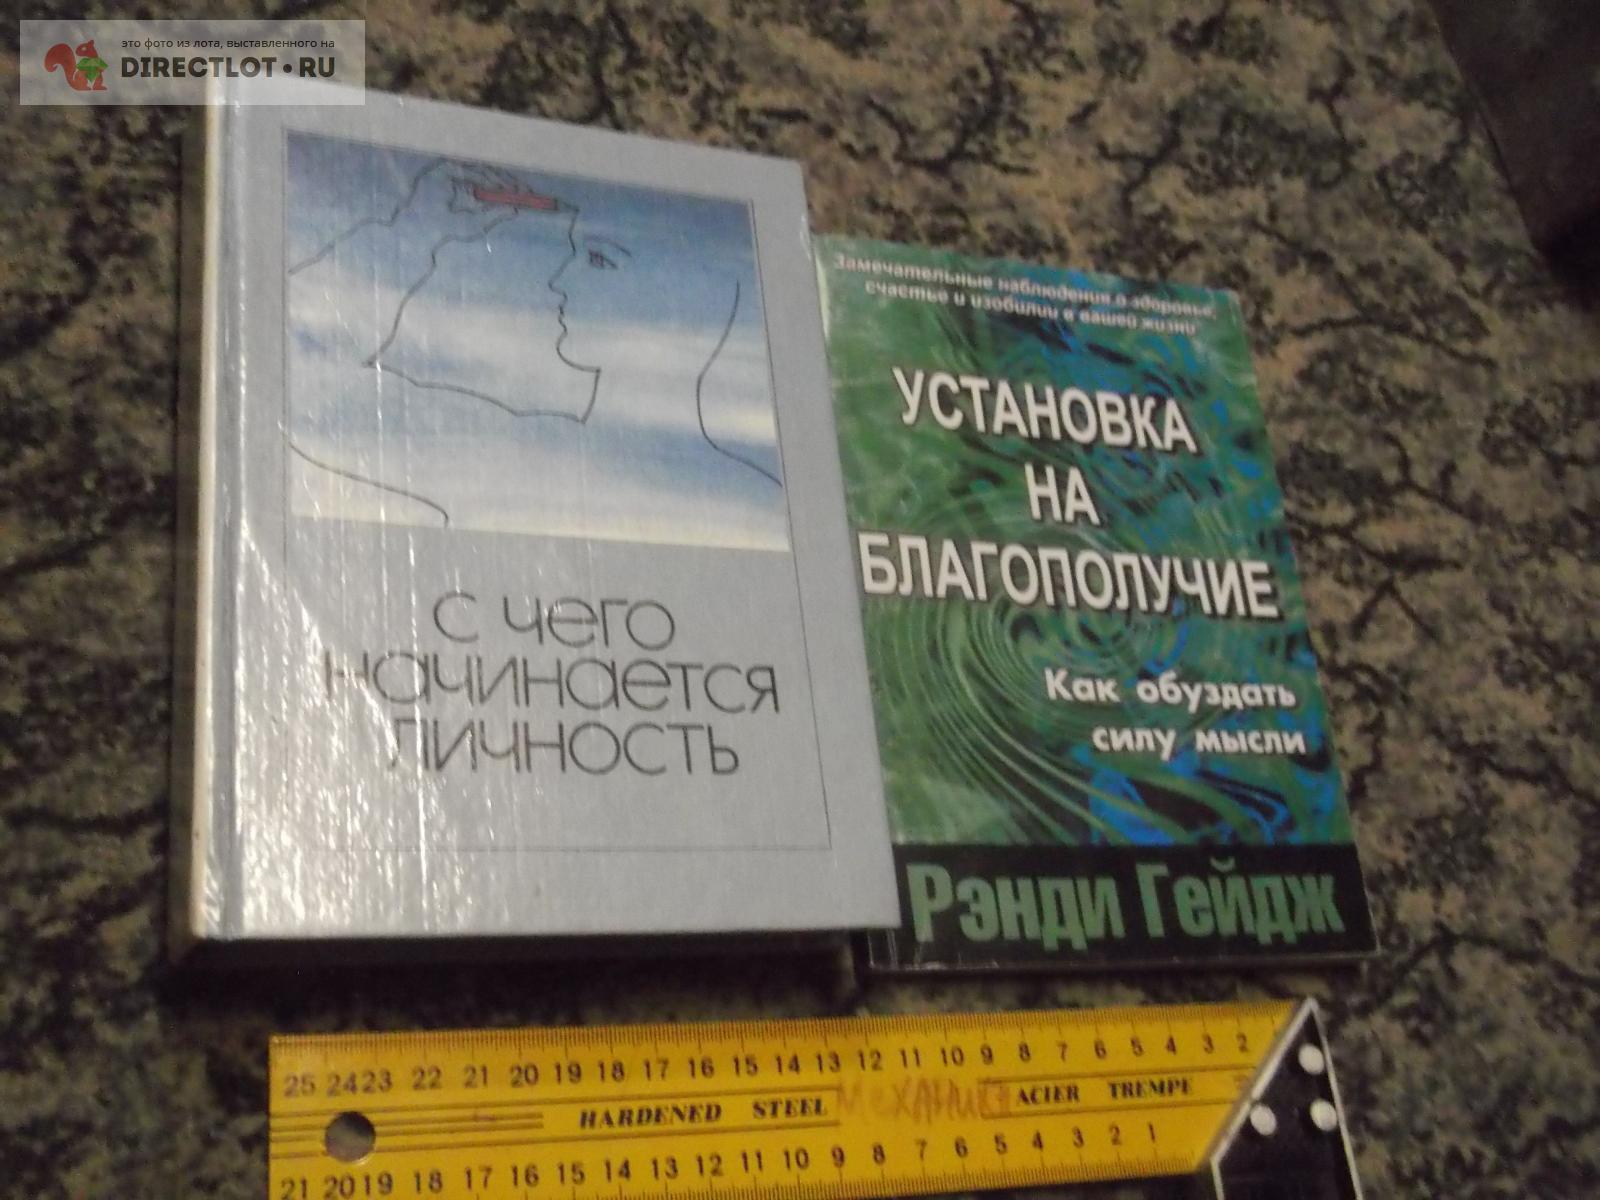 это фото из лота, выставленного на
DIRECTLOT•RU
с чего
начинается
личность
Замечательные наблюдения о здоровье,
счастье и изобилии в вашей жизни
УСТАНОВКА
НА
БЛАГОПОЛУЧИЕ
Как обуздать
силу мысли
Рэнди Гейдж
25 24 23 22 21 20 19 18 17 16 15 14 13 12 11 10 9 8 7 6 5 4 3 2
HARDENED STEEL МЕХАНИК ACIER TREMPE
21 20 19 18 17 16 15 14 13 12 11 10 9 8 7 6 5 4 3 2 1